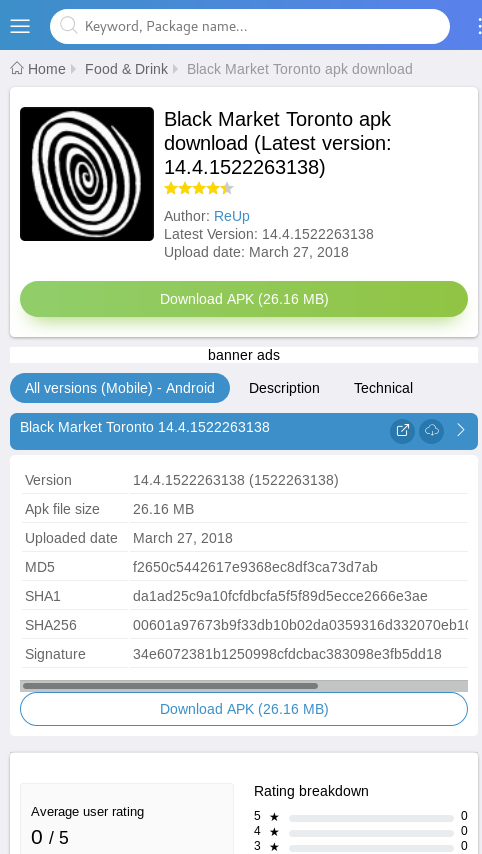 Keyword, Package name...
Home Food & Drink Black Market Toronto apk download
Black Market Toronto apk
download (Latest version:
14.4.1522263138)
Author: ReUp
Latest Version: 14.4.1522263138
Upload date: March 27, 2018
Download APK (26.16 MB)
banner ads
All versions (Mobile) - Android Description Technical
Black Market Toronto 14.4.1522263138
Version 14.4.1522263138 (1522263138)
Apk file size 26.16 MB
Uploaded date March 27, 2018
MD5 f2650c5442617e9368ec8df3ca73d7ab
SHA1 da1ad25c9a10fcfdbcfa5f5f89d5ecce2666e3ae
SHA256 00601a97673b9f33db10b02da0359316d332070eb10
Signature 34e6072381b1250998cfdcbac383098e3fb5dd18
Download APK (26.16 MB)
Rating breakdown
Average user rating
0 / 5
5 ★ 0
4 ★ 0
3 ★ 0